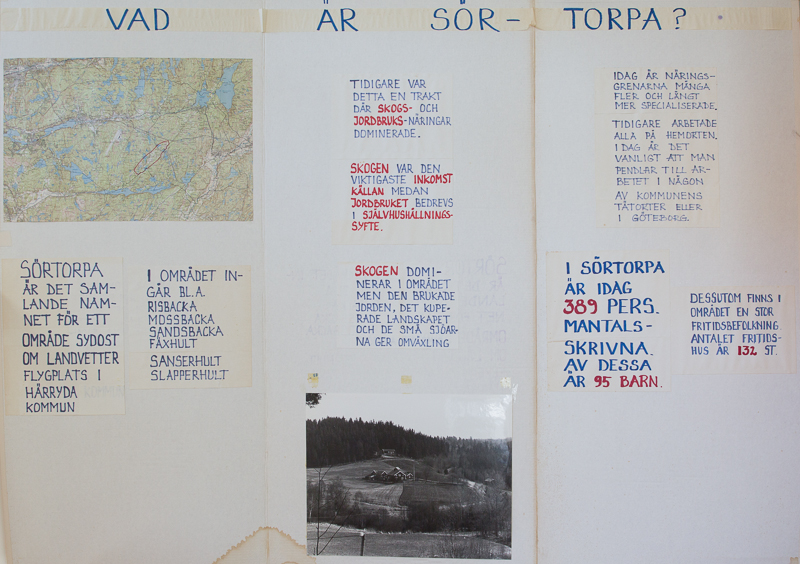 VAD ÄR SÖR-TORPA?
SÖRTORPA
ÄR DET SAM-
LANDE NAM-
NET FÖR ETT
OMRÅDE SYDOST
OM LANDVETTER
FLYGPLATS I
HÄRRYDA
KOMMUN
I OMRÅDET IN-
GÅR BL.A.
RISBACKA
MOSSBACKA
SANDSBACKA
FAXHULT
SANSERHULT
SLAPPERHULT
TIDIGARE VAR
DETTA EN TRAKT
DÄR SKOGS- OCH
JORDBRUKS-NÄRINGAR
DOMINERADE.
SKOGEN VAR DEN
VIKTIGASTE INKOMST
KÄLLAN MEDAN
JORDBRUKET BEDREVS
I SJÄLVHUSHÅLLNINGS-
SYFTE.
SKOGEN DOMI-
NERAR I OMRÅDET
MEN DEN BRUKADE
JORDEN, DET KUPE-
RADE LANDSKAPET
OCH DE SMÅ SJÖAR-
NA GER OMVÄXLING
IDAG ÄR NÄRINGS-
GRENARNA MÅNGA
FLER OCH LÅNGT
MER SPECIALISERADE.
TIDIGARE ARBETADE
ALLA PÅ HEMORTEN.
IDAG ÄR DET
VANLIGT ATT MAN
PENDLAR TILL AR-
BETET I NÅGON
AV KOMMUNENS
TÄTORTER ELLER
I GÖTEBORG.
I SÖRTORPA
ÄR IDAG
389 PERS.
MANTALS-
SKRIVNA.
AV DESSA
ÄR 95 BARN.
DESSUTOM FINNS I
OMRÅDET EN STOR
FRITIDSBEFOLKNING
ANTALET FRITIDS-
HUS ÄR 132 ST.